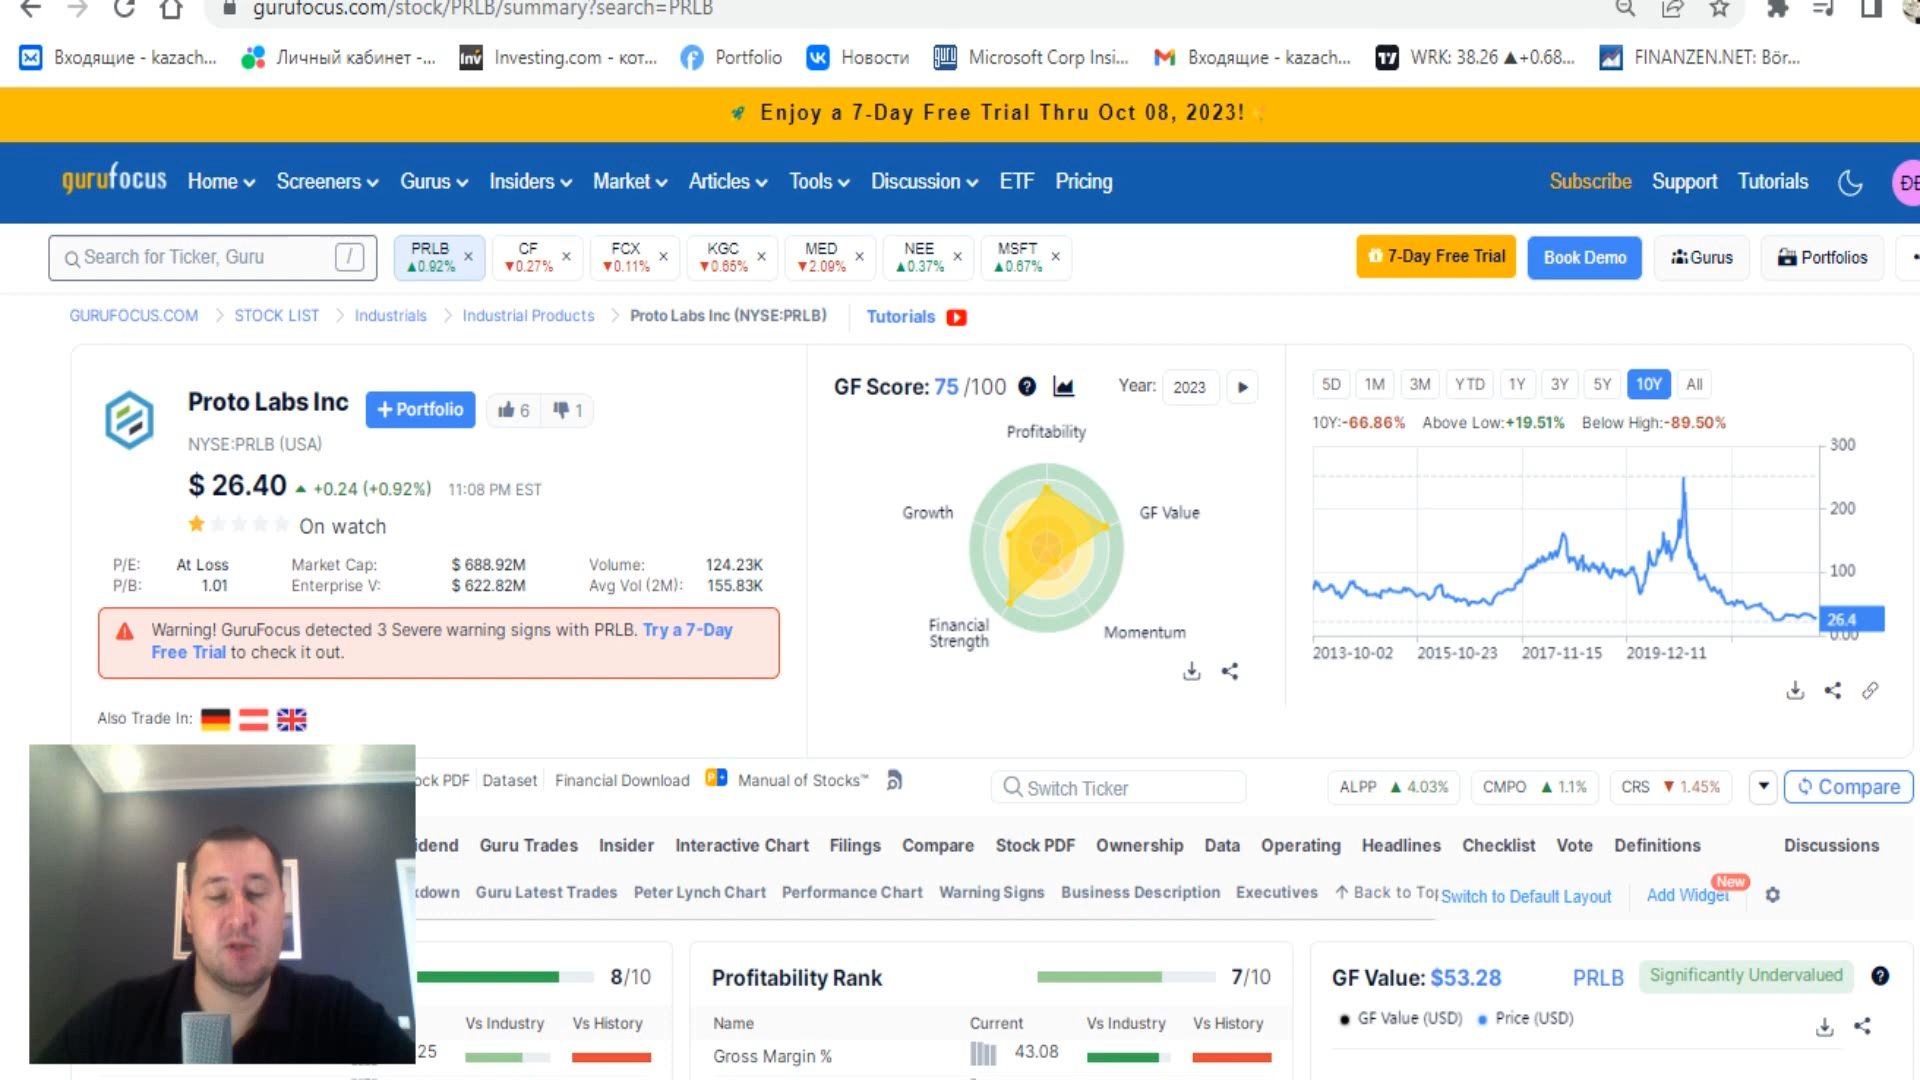 gurufocus.com/stock/PRLB/summary?search=PRLB
Входящие - kazach... Личный кабинет -... Investing.com - кот... Portfolio Новости Microsoft Corp Insi... Входящие - kazach... WRK: 38.26 ▲+0.68... FINANZEN.NET: Bör...
Enjoy a 7-Day Free Trial Thru Oct 08, 2023!
gurufocus Home Screeners Gurus Insiders Market Articles Tools Discussion ETF Pricing Subscribe Support Tutorials
Search for Ticker, Guru / PRLB × CF × FCX × KGC × MED × NEE × MSFT × 7-Day Free Trial Book Demo Gurus Portfolios
▲0.92% ▼0.27% ▼0.11% ▼0.65% ▼2.09% ▲0.37% ▲0.67%
GURUFOCUS.COM > STOCK LIST > Industrials > Industrial Products > Proto Labs Inc (NYSE:PRLB) Tutorials
Proto Labs Inc +Portfolio 6 1
NYSE:PRLB (USA)
$ 26.40 ▲ +0.24 (+0.92%) 11:08 PM EST
On watch
P/E: At Loss Market Cap: $ 688.92M Volume: 124.23K
P/B: 1.01 Enterprise V: $ 622.82M Avg Vol (2M): 155.83K
Warning! GuruFocus detected 3 Severe warning signs with PRLB. Try a 7-Day
Free Trial to check it out.
Also Trade In:
GF Score: 75 /100 Year: 2023
Profitability
Growth GF Value
Financial
Strength
Momentum
5D 1M 3M YTD 1Y 3Y 5Y 10Y All
10Y:-66.86% Above Low:+19.51% Below High:-89.50%
300
200
100
26.4
0.00
2013-10-02 2015-10-23 2017-11-15 2019-12-11
ock PDF Dataset Financial Download P+ Manual of Stocks™ Switch Ticker ALPP ▲ 4.03% CMPO ▲ 1.1% CRS ▼ 1.45% Compare
idend Guru Trades Insider Interactive Chart Filings Compare Stock PDF Ownership Data Operating Headlines Checklist Vote Definitions Discussions
kdown Guru Latest Trades Peter Lynch Chart Performance Chart Warning Signs Business Description Executives ↑ Back to Top Switch to Default Layout Add Widget New
8/10
Vs Industry Vs History
25
Profitability Rank 7/10
Name Current Vs Industry Vs History
Gross Margin % 43.08
GF Value: $53.28 PRLB Significantly Undervalued
GF Value (USD) Price (USD)